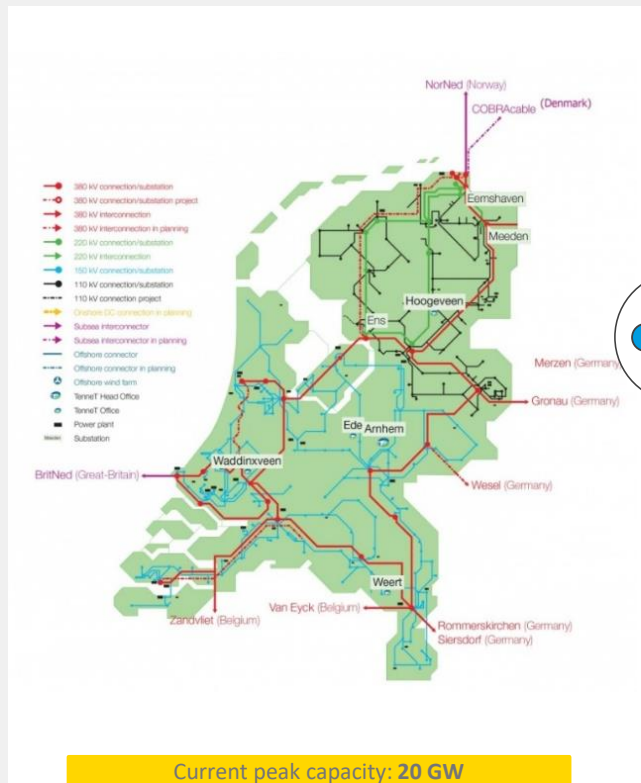 NorNed (Norway)
COBRAcable (Denmark)
380 kV connection/substation
380 kV connection/substation project
380 kV interconnection
380 kV interconnection in planning
220 kV connection/substation
220 kV interconnection
150 kV connection/substation
110 kV connection/substation
110 kV connection project
Onshore DC connection in planning
Subsea interconnector
Subsea interconnector in planning
Offshore connector
Offshore connector in planning
Offshore wind farm
TenneT Head Office
TenneT Office
Power plant
Substation
Eemshaven
Meeden
Hoogeveen
Ens
Merzen (Germany)
Gronau (Germany)
Ede Arnhem
Waddinxveen
BritNed (Great-Britain)
Wesel (Germany)
Weert
Van Eyck (Belgium)
Zandvliet (Belgium)
Rommerskirchen (Germany)
Siersdorf (Germany)
Current peak capacity: 20 GW